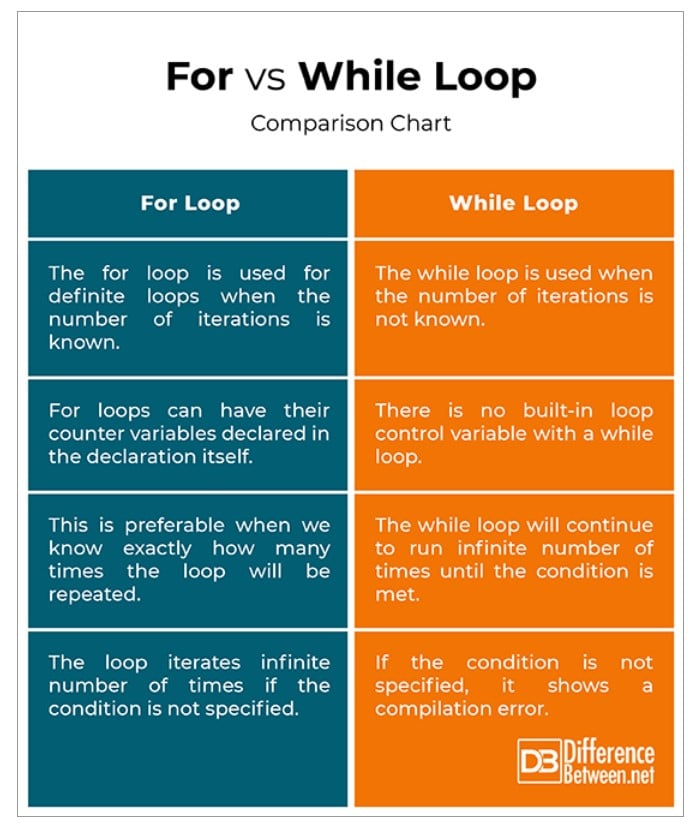 For vs While Loop
Comparison Chart
For Loop
While Loop
The for loop is used for
definite loops when the
number of iterations is
known.
The while loop is used when
the number of iterations is
not known.
For loops can have their
counter variables declared in
the declaration itself.
There is no built-in loop
control variable with a while
loop.
This is preferable when we
know exactly how many
times the loop will be
repeated.
The while loop will continue
to run infinite number of
times until the condition is
met.
The loop iterates infinite
number of times if the
condition is not specified.
If the condition is not
specified, it shows a
compilation error.
DB Difference
Between.net